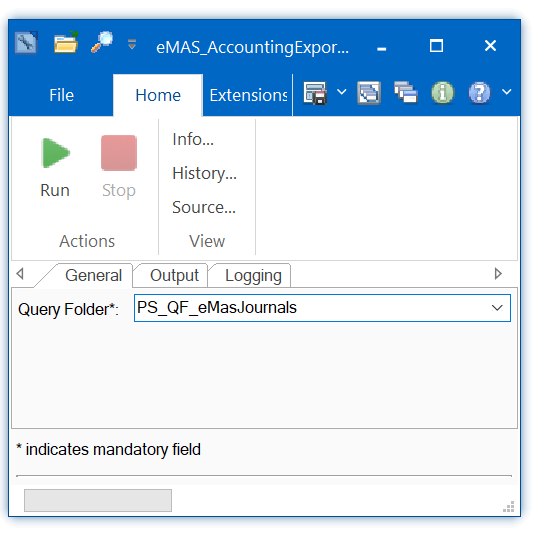 eMAS_AccountingExpor...
File Home Extensions
Info...
History...
Run Stop Source...
Actions View
General Output Logging
Query Folder*: PS_QF_eMasJournals
* indicates mandatory field